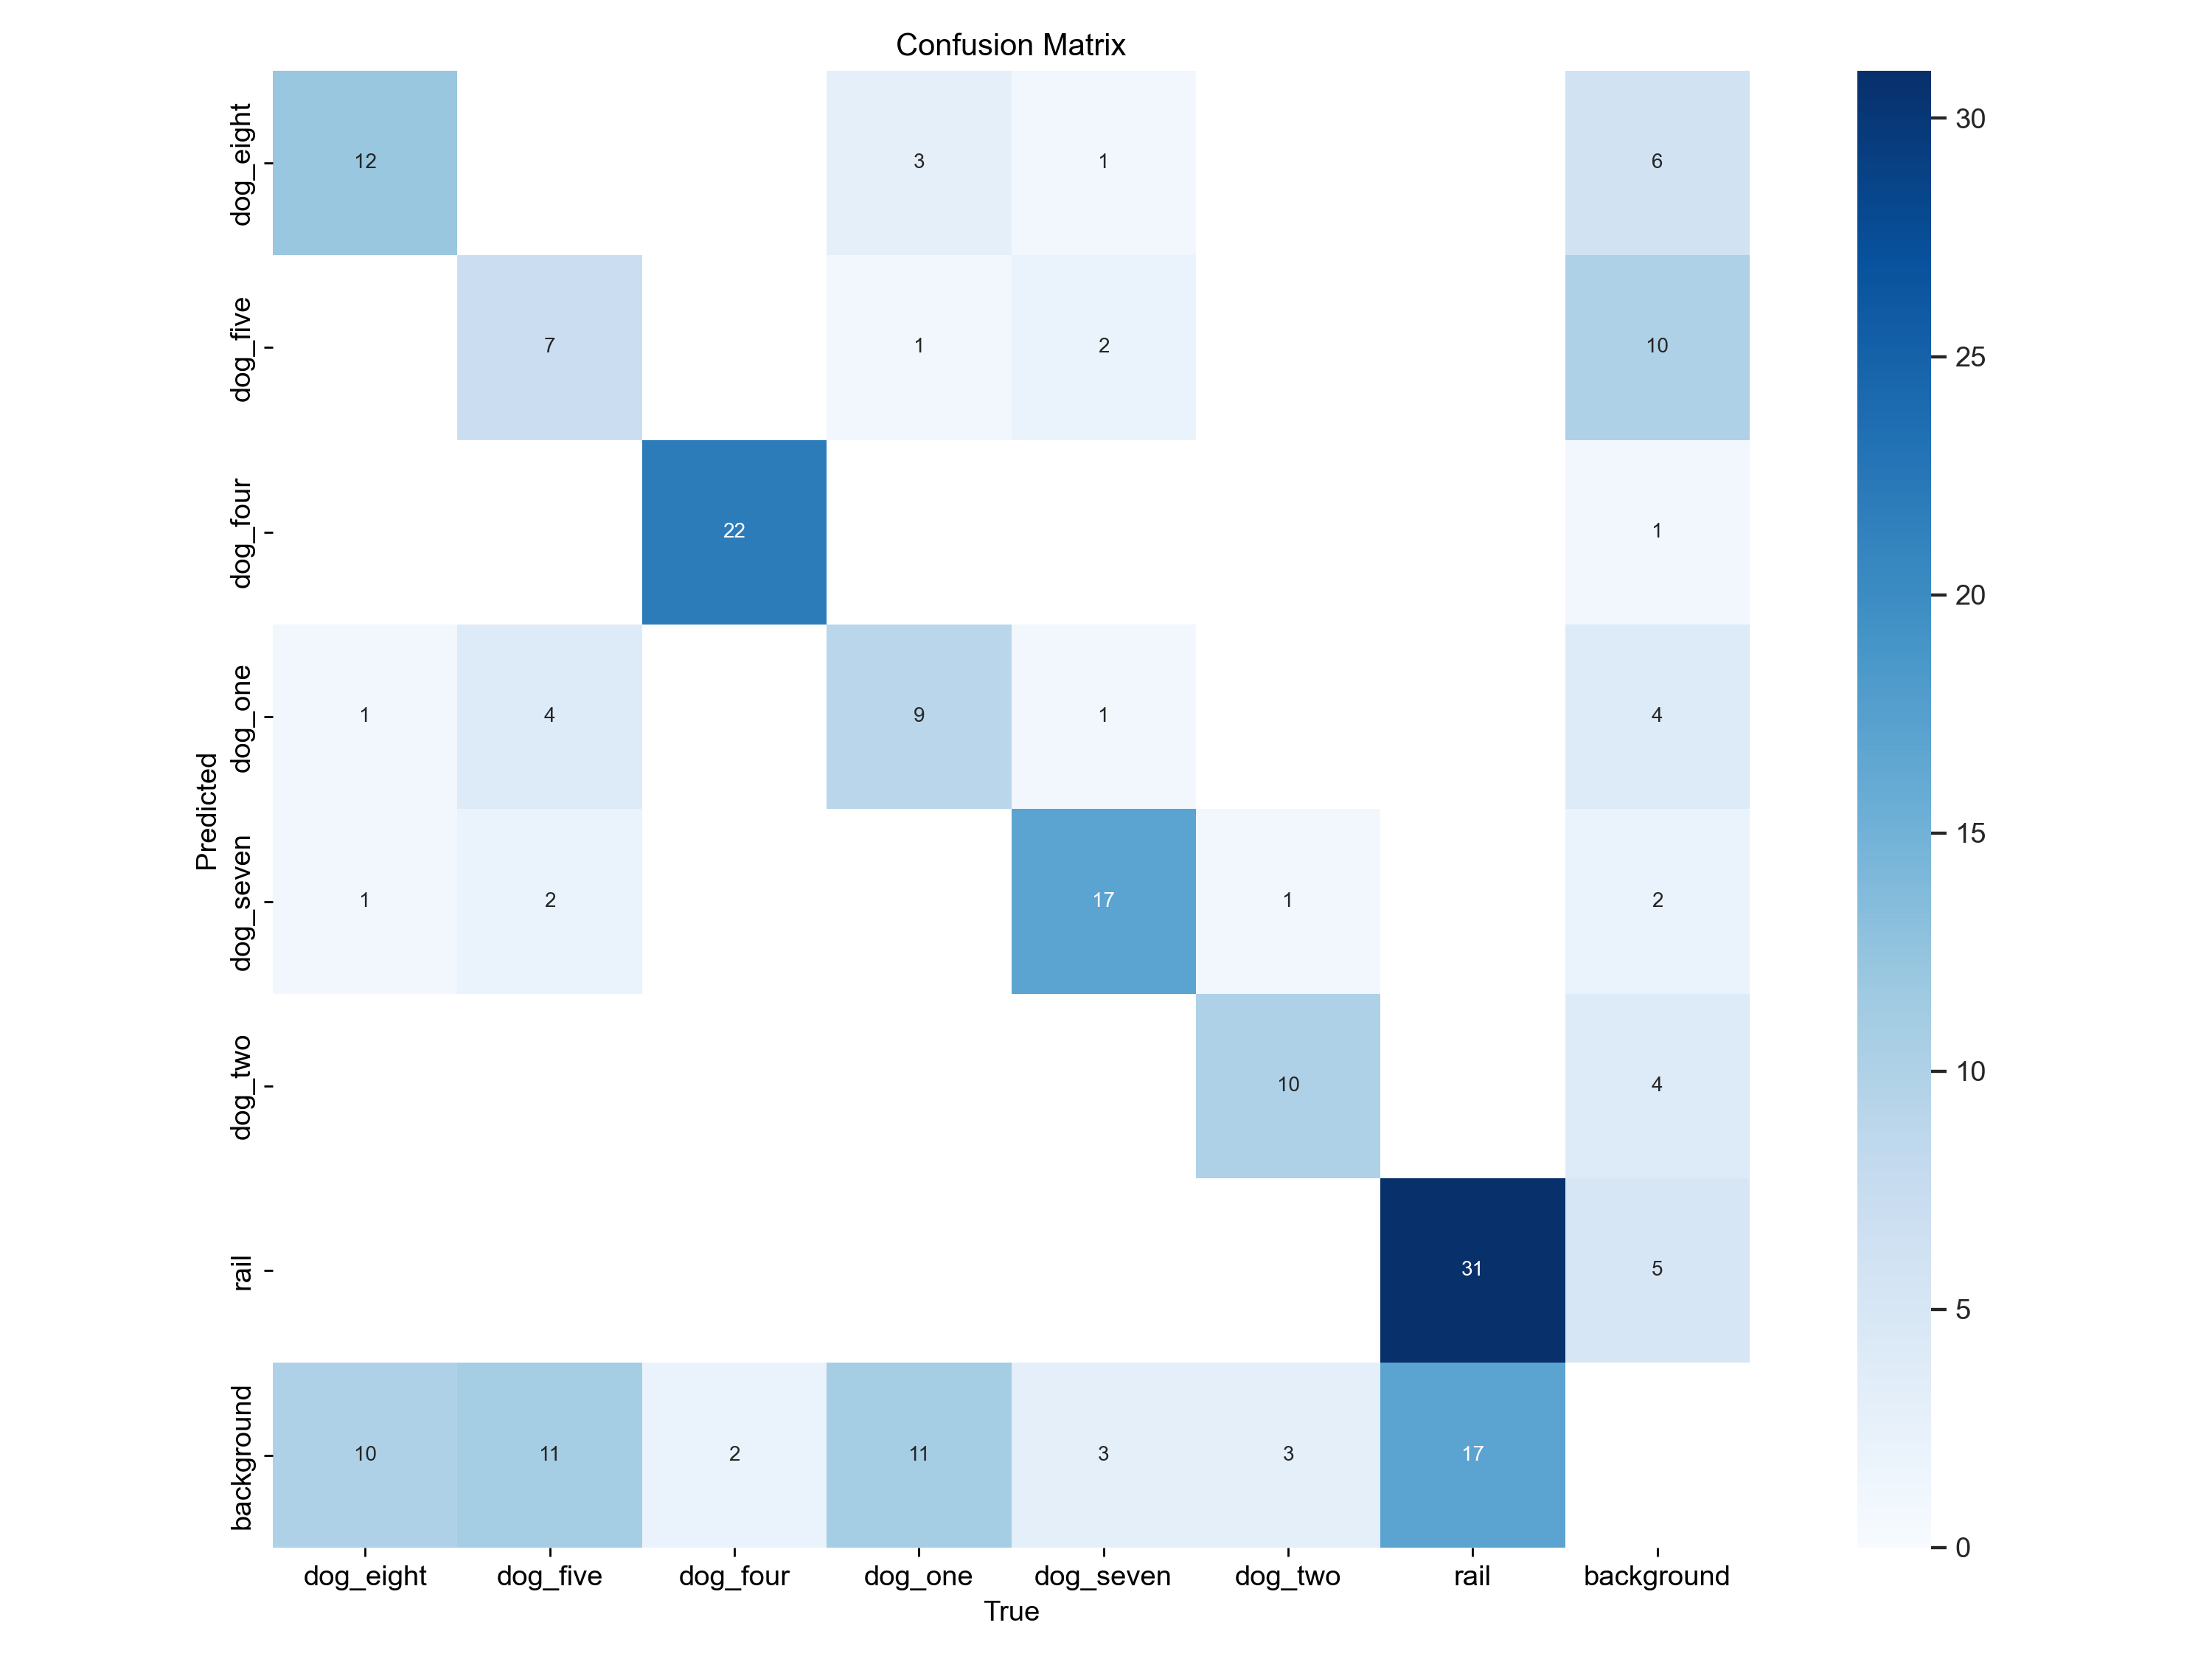 Confusion Matrix
dog_eight 12 3 1 6
dog_five 7 1 2 10
dog_four 22 1
dog_one 1 4 9 1 4
dog_seven 1 2 17 1 2
dog_two 10 4
rail 31 5
background 10 11 2 11 3 3 17
dog_eight dog_five dog_four dog_one dog_seven dog_two rail background
True
Predicted
30
25
20
15
10
5
0